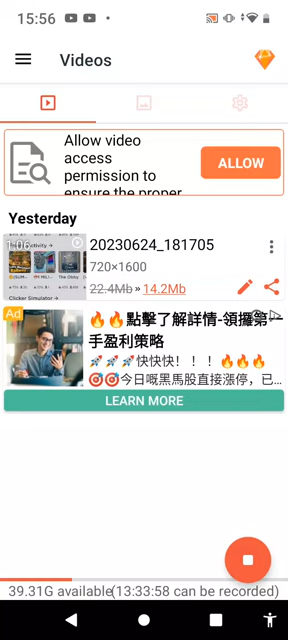 15:56
Videos
Allow video
access
permission to
ensure the proper
ALLOW
Yesterday
1:06
Clicker Simulator →
20230624_181705
720×1600
22.4Mb » 14.2Mb
Ad
🔥🔥點擊了解詳情-領攞第一
手盈利策略
🚀🚀🚀快快快！！！🔥🔥🔥
🎯🎯今日嘅黑馬股直接漲停，已...
LEARN MORE
39.31G available(13:33:58 can be recorded)